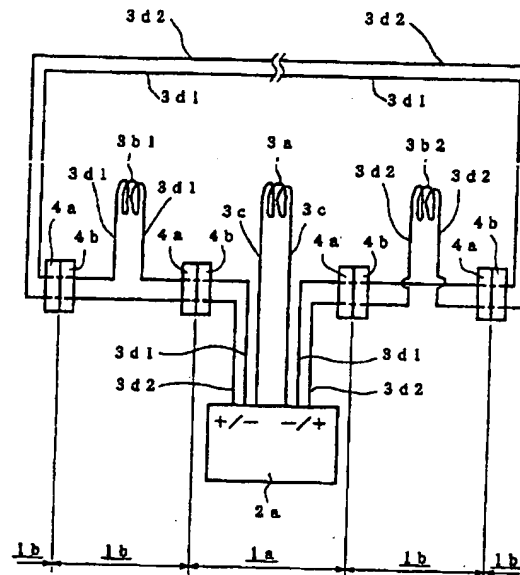 3d2 3d2
3d1 3d1
3b1 3a 3b2
3d1 3d1 3c 3c 3d2 3d2
4a 4b 4a 4b 4a 4b 4a 4b
3d1 3d1
3d2 3d2
+/- -/+
2a
1b 1b 1a 1b 1b